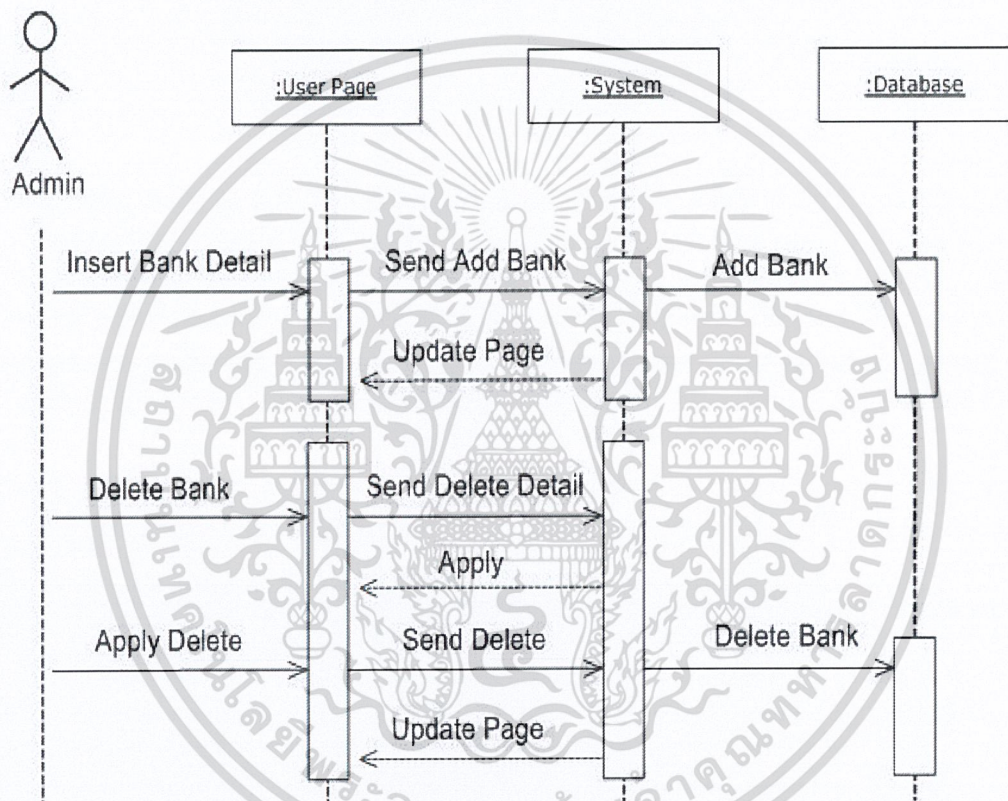 :User Page
:System
:Database
Admin
Insert Bank Detail
Send Add Bank
Add Bank
Update Page
Delete Bank
Send Delete Detail
Apply
Apply Delete
Send Delete
Delete Bank
Update Page